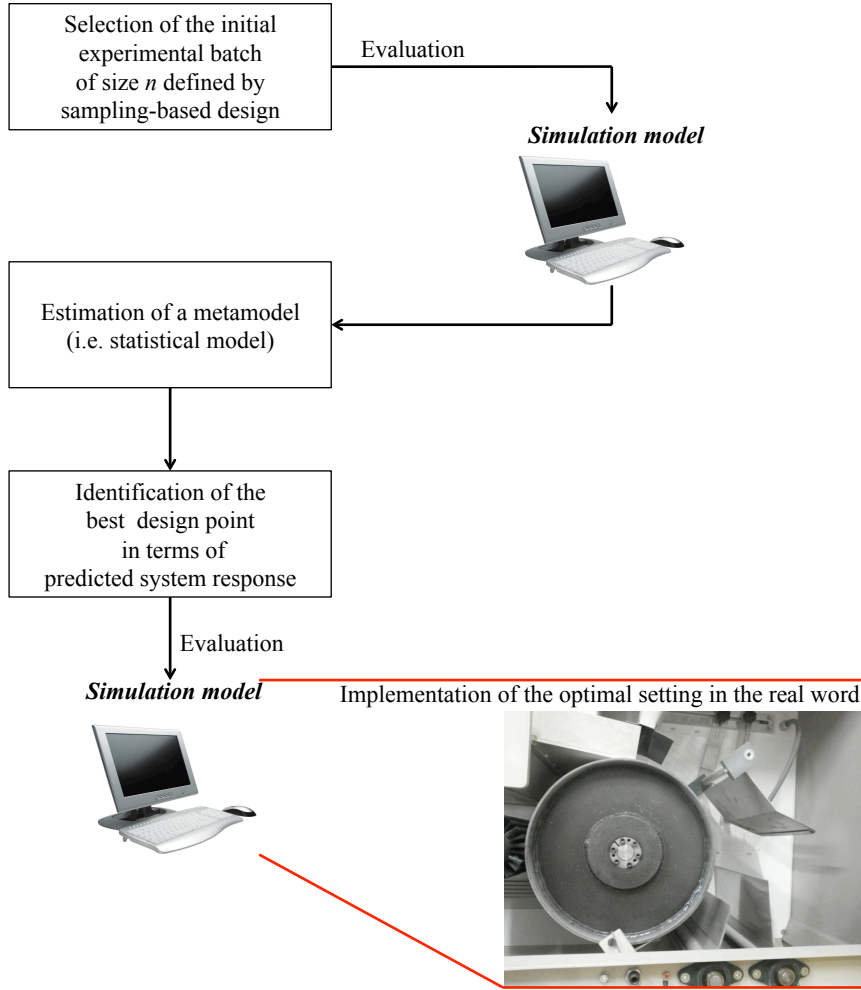 Selection of the initial
experimental batch
of size n defined by
sampling-based design
Evaluation
Simulation model
Estimation of a metamodel
(i.e. statistical model)
Identification of the
best design point
in terms of
predicted system response
Evaluation
Simulation model
Implementation of the optimal setting in the real word